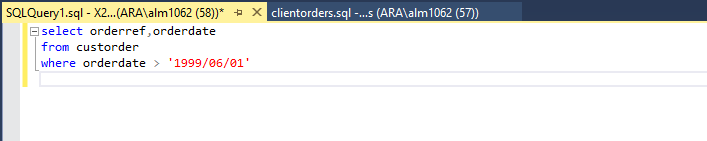 SQLQuery1.sql - X2...(ARA\alm1062 (58))* clientorders.sql -...s (ARA\alm1062 (57))
select orderref,orderdate
from custorder
where orderdate > '1999/06/01'